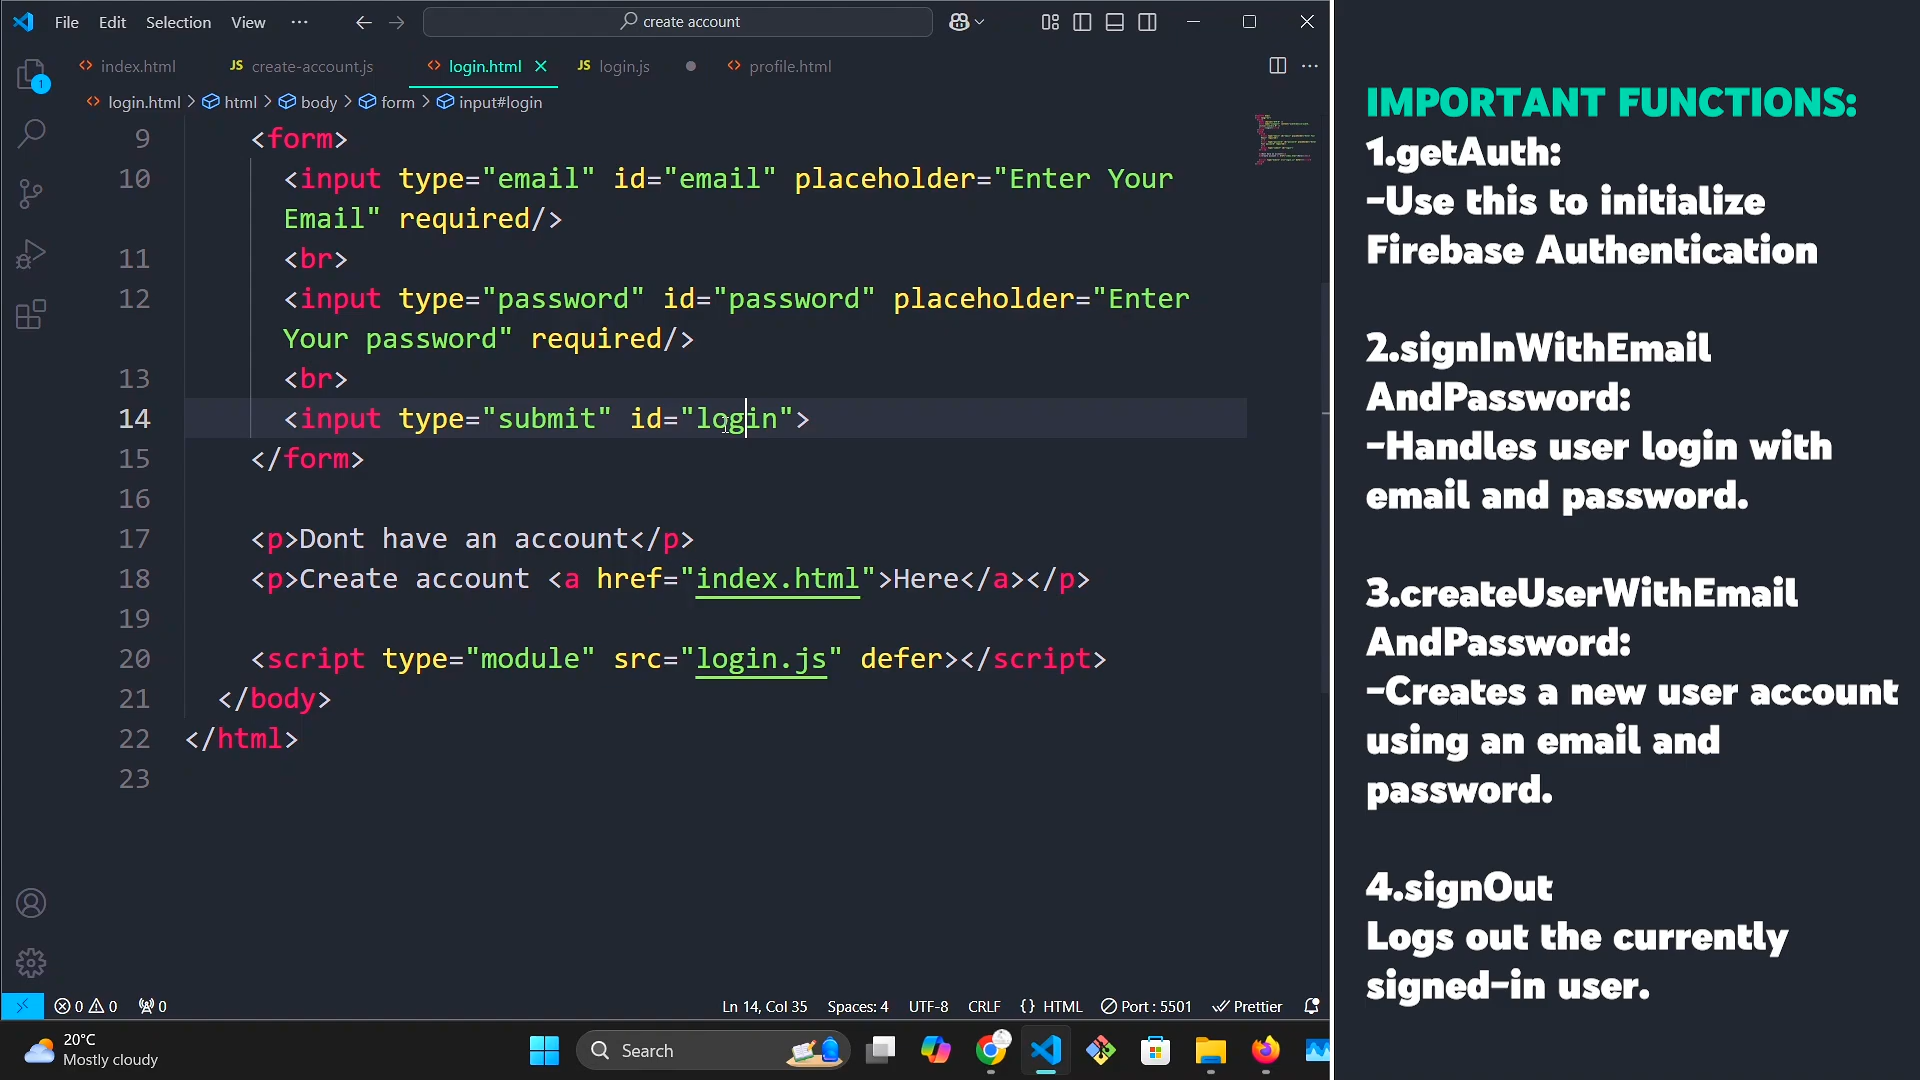 File Edit Selection View ··· create account
index.html JS create-account.js login.html JS login.js profile.html
login.html > html > body > form > input#login
9 <form>
10 <input type="email" id="email" placeholder="Enter Your
Email" required/>
11 <br>
12 <input type="password" id="password" placeholder="Enter
Your password" required/>
13 <br>
14 <input type="submit" id="login">
15 </form>
16
17 <p>Dont have an account</p>
18 <p>Create account <a href="index.html">Here</a></p>
19
20 <script type="module" src="login.js" defer></script>
21 </body>
22 </html>
23
1
0 0 0 Ln 14, Col 35 Spaces: 4 UTF-8 CRLF {} HTML Port : 5501 Prettier
20°C
Mostly cloudy
Search
IMPORTANT FUNCTIONS:
1.getAuth:
-Use this to initialize
Firebase Authentication
2.signInWithEmail
AndPassword:
-Handles user login with
email and password.
3.createUserWithEmail
AndPassword:
-Creates a new user account
using an email and
password.
4.signOut
Logs out the currently
signed-in user.